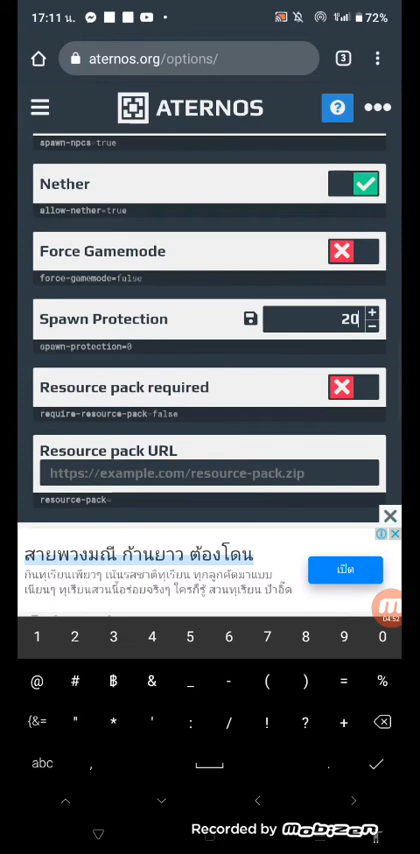 17:11 น.
72%
aternos.org/options/
3
ATERNOS
?
spawn-npcs=true
Nether
allow-nether=true
Force Gamemode
force-gamemode=false
Spawn Protection
20
+
−
spawn-protection=0
Resource pack required
require-resource-pack=false
Resource pack URL
https://example.com/resource-pack.zip
resource-pack=
สายพวงมณี ก้านยาว ต้องโดน
กินทุเรียนเพียวๆ เน้นรสชาติทุเรียน ทุกลูกคัดมาแบบ
เนียนๆ ทุเรียนสวนนี้อร่อยจริงๆ ใครก็รู้ สวนทุเรียน ป้าอี๊ด
เปิด
04:52
1 2 3 4 5 6 7 8 9 0
@ # ฿ & _ - ( ) = %
{&= " * ' : / ! ? +
abc , .
Recorded by mobizen